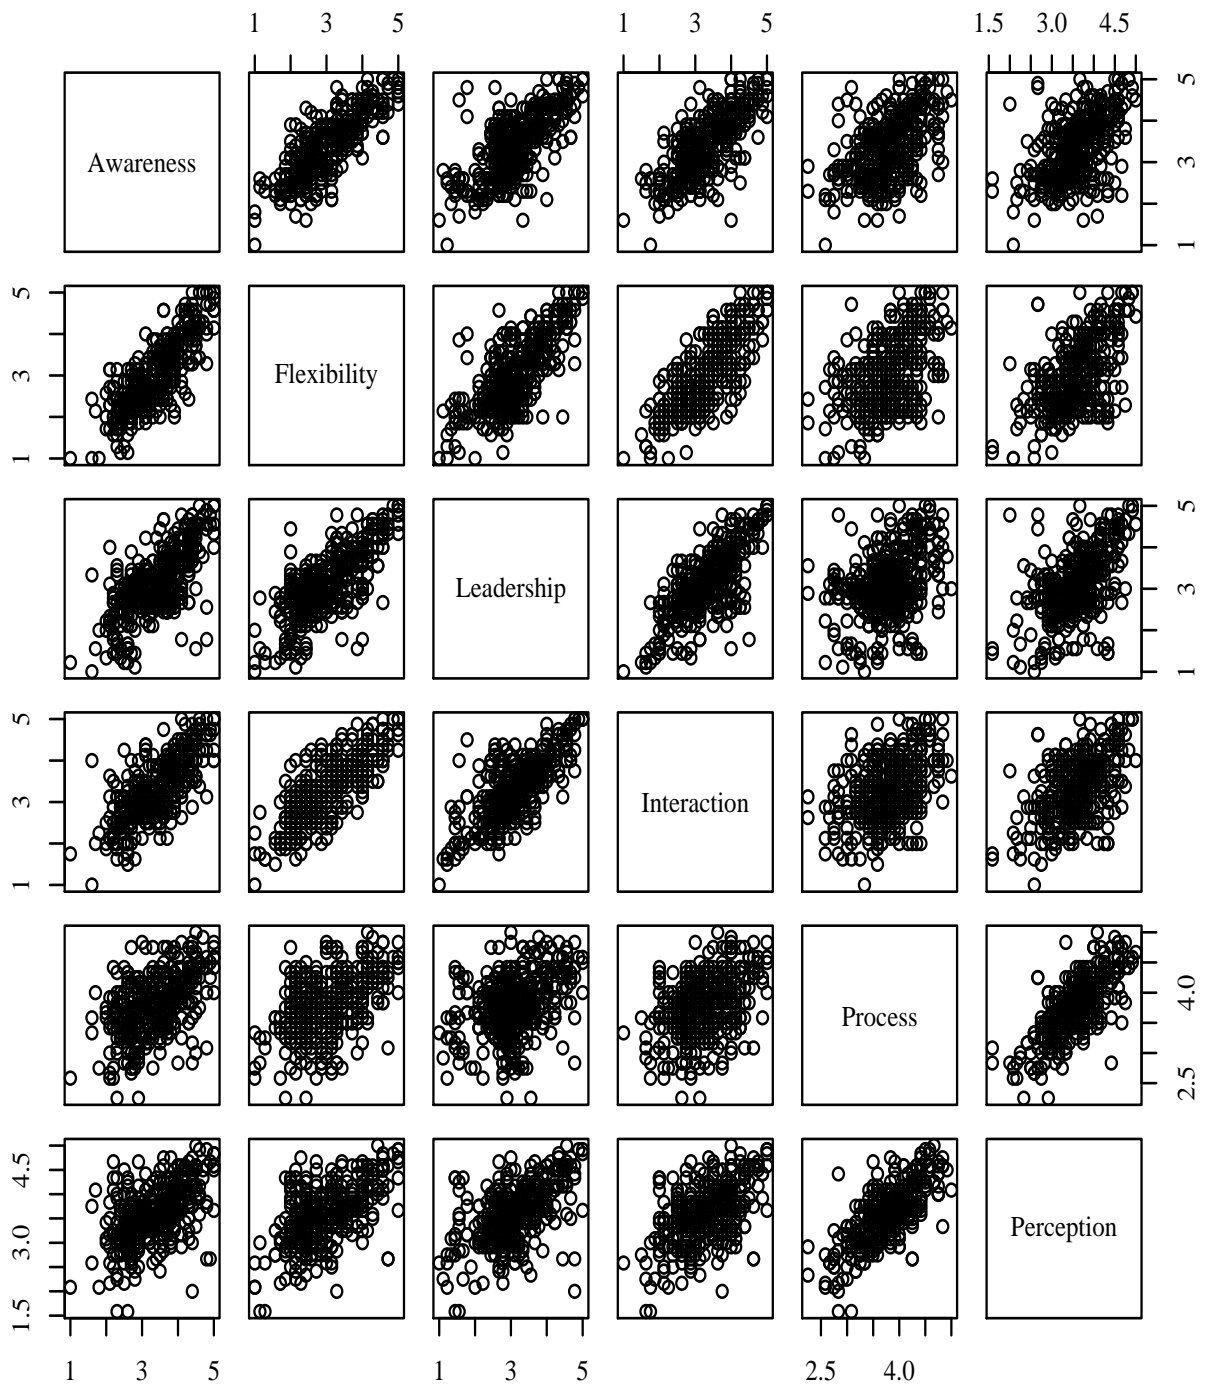 1 3 5 1 3 5 1.5 3.0 4.5
Awareness
1 3 5
1 3 5
Flexibility
Leadership
1 3 5
1 3 5
Interaction
Process
2.5 4.0
1.5 3.0 4.5
Perception
1 3 5 1 3 5 2.5 4.0